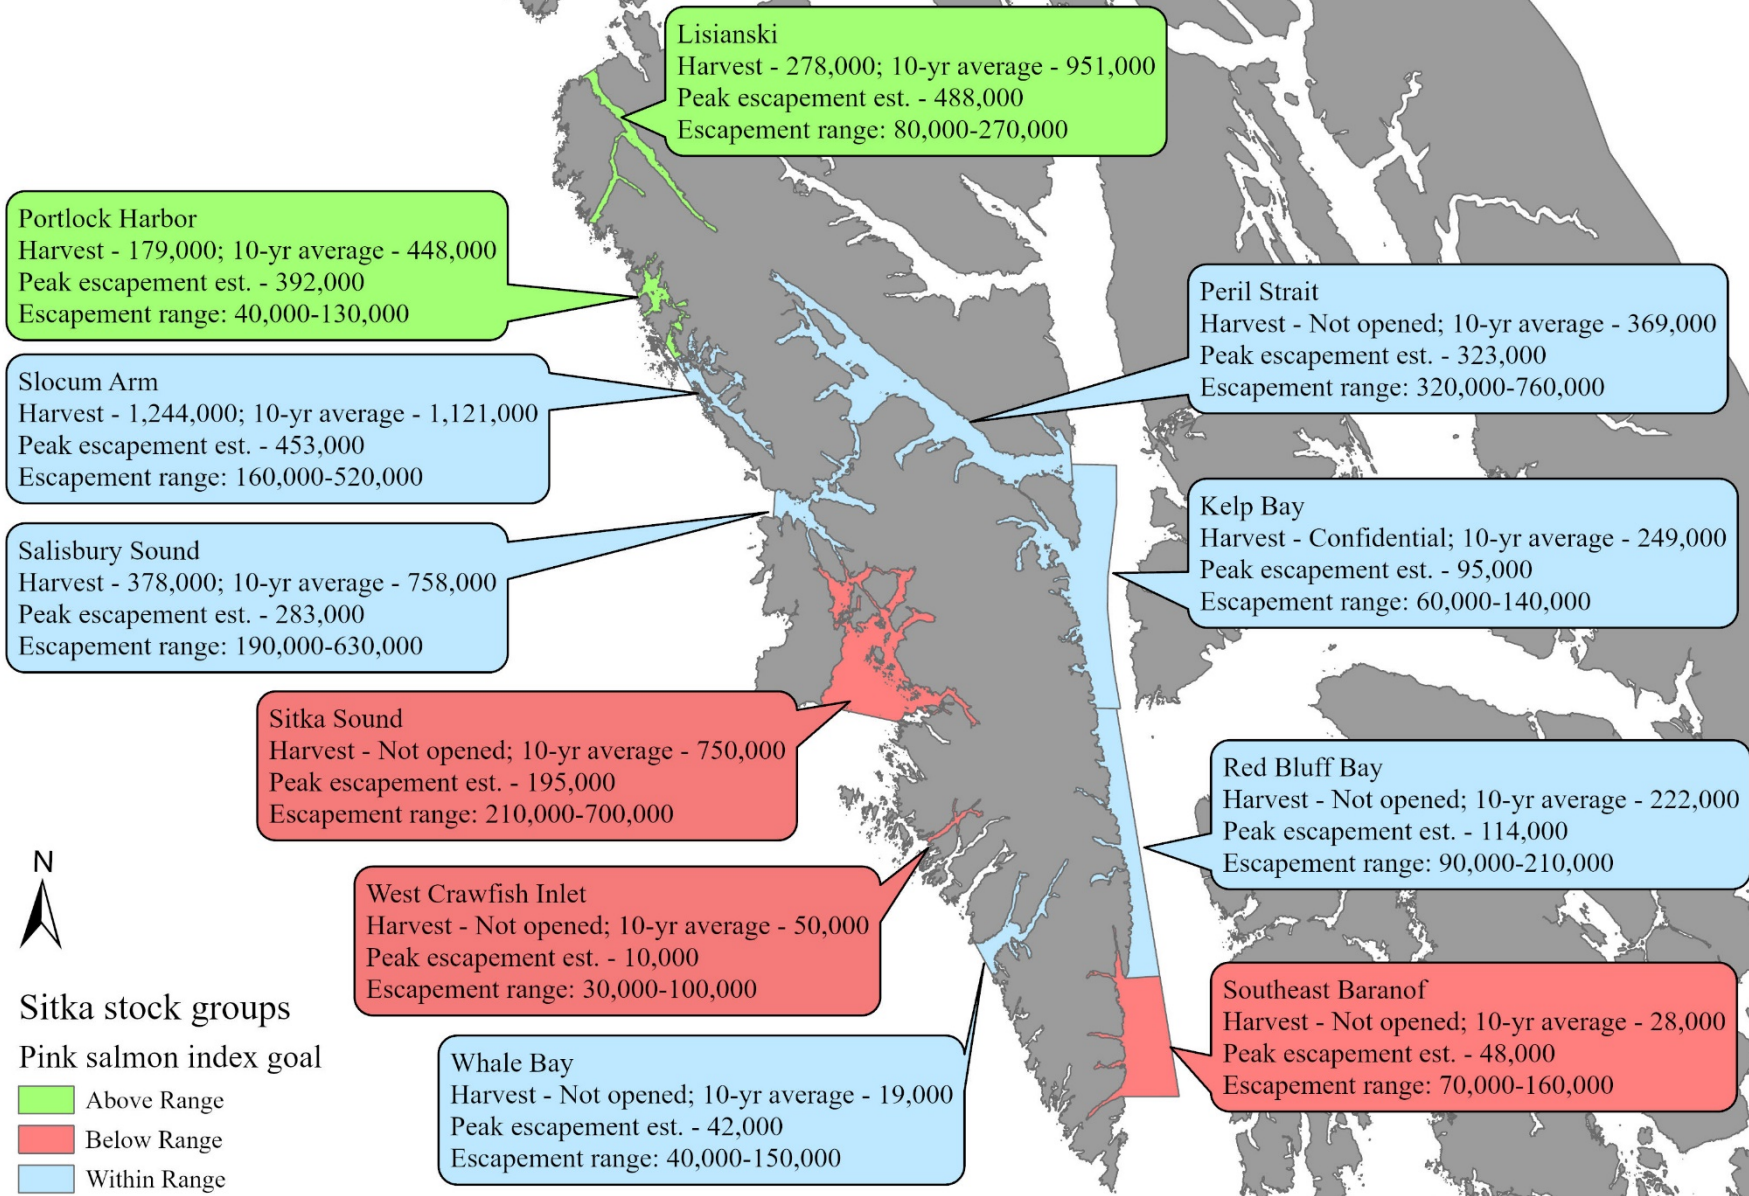 Lisianski
Harvest - 278,000; 10-yr average - 951,000
Peak escapement est. - 488,000
Escapement range: 80,000-270,000
Portlock Harbor
Harvest - 179,000; 10-yr average - 448,000
Peak escapement est. - 392,000
Escapement range: 40,000-130,000
Slocum Arm
Harvest - 1,244,000; 10-yr average - 1,121,000
Peak escapement est. - 453,000
Escapement range: 160,000-520,000
Salisbury Sound
Harvest - 378,000; 10-yr average - 758,000
Peak escapement est. - 283,000
Escapement range: 190,000-630,000
Sitka Sound
Harvest - Not opened; 10-yr average - 750,000
Peak escapement est. - 195,000
Escapement range: 210,000-700,000
West Crawfish Inlet
Harvest - Not opened; 10-yr average - 50,000
Peak escapement est. - 10,000
Escapement range: 30,000-100,000
Whale Bay
Harvest - Not opened; 10-yr average - 19,000
Peak escapement est. - 42,000
Escapement range: 40,000-150,000
Peril Strait
Harvest - Not opened; 10-yr average - 369,000
Peak escapement est. - 323,000
Escapement range: 320,000-760,000
Kelp Bay
Harvest - Confidential; 10-yr average - 249,000
Peak escapement est. - 95,000
Escapement range: 60,000-140,000
Red Bluff Bay
Harvest - Not opened; 10-yr average - 222,000
Peak escapement est. - 114,000
Escapement range: 90,000-210,000
Southeast Baranof
Harvest - Not opened; 10-yr average - 28,000
Peak escapement est. - 48,000
Escapement range: 70,000-160,000
N
Sitka stock groups
Pink salmon index goal
Above Range
Below Range
Within Range